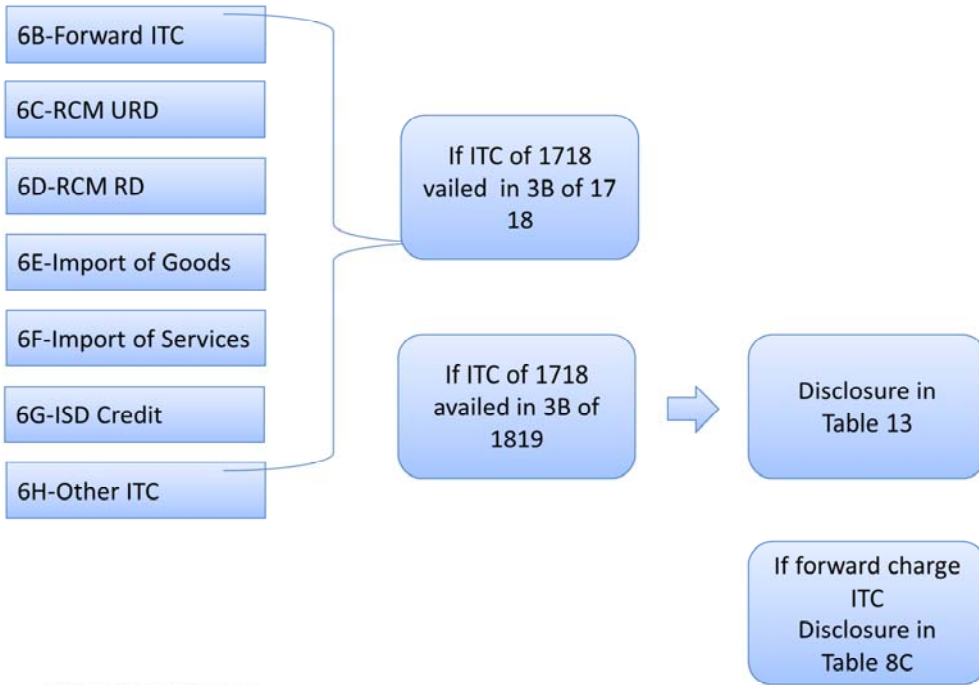 6B-Forward ITC
6C-RCM URD
6D-RCM RD
6E-Import of Goods
6F-Import of Services
6G-ISD Credit
6H-Other ITC
If ITC of 1718
vailed in 3B of 17
18
If ITC of 1718
availed in 3B of
1819
Disclosure in
Table 13
If forward charge
ITC
Disclosure in
Table 8C